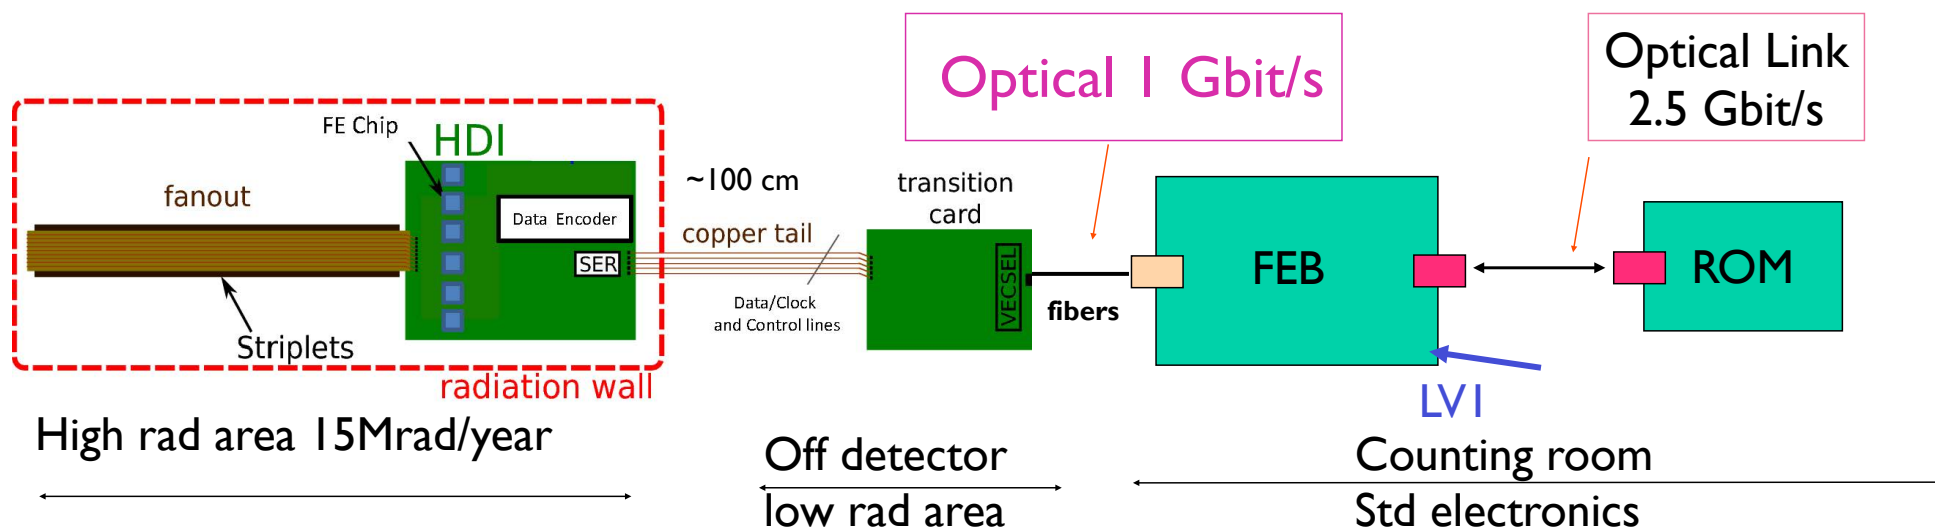 Optical 1 Gbit/s
Optical Link
2.5 Gbit/s
FE Chip
HDI
fanout
Data Encoder
SER
Striplets
radiation wall
~100 cm
copper tail
Data/Clock
and Control lines
transition
card
VECSEL
fibers
FEB
ROM
LV1
High rad area 15Mrad/year
Off detector
low rad area
Counting room
Std electronics